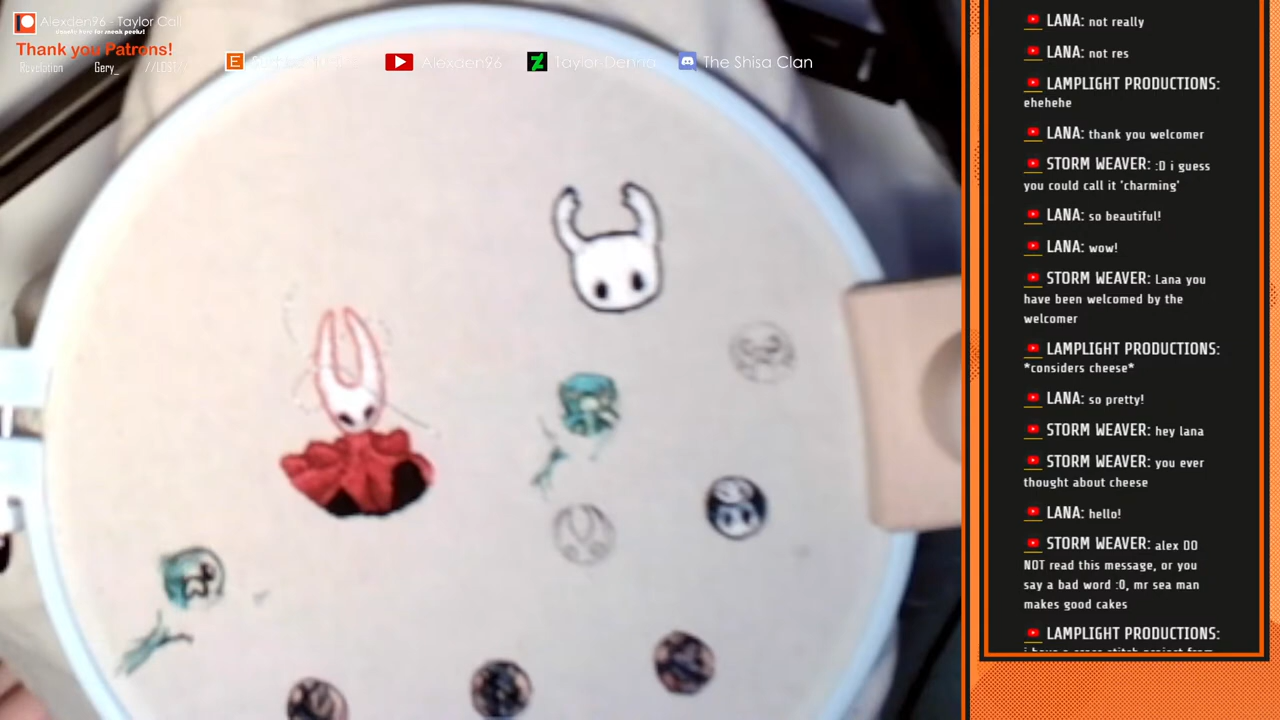 Alexden96 - Taylor Call
Thank you Patrons!
Revelation Gery_ //LOST
Alexden96
The Shisa Clan
LANA: not really
LANA: not res
LAMPLIGHT PRODUCTIONS:
ehehehe
LANA: thank you welcomer
STORM WEAVER: :D i guess
you could call it 'charming'
LANA: so beautiful!
LANA: wow!
STORM WEAVER: Lana you
have been welcomed by the
welcomer
LAMPLIGHT PRODUCTIONS:
*considers cheese*
LANA: so pretty!
STORM WEAVER: hey lana
STORM WEAVER: you ever
thought about cheese
LANA: hello!
STORM WEAVER: alex DO
NOT read this message, or you
say a bad word :0, mr sea man
makes good cakes
LAMPLIGHT PRODUCTIONS: